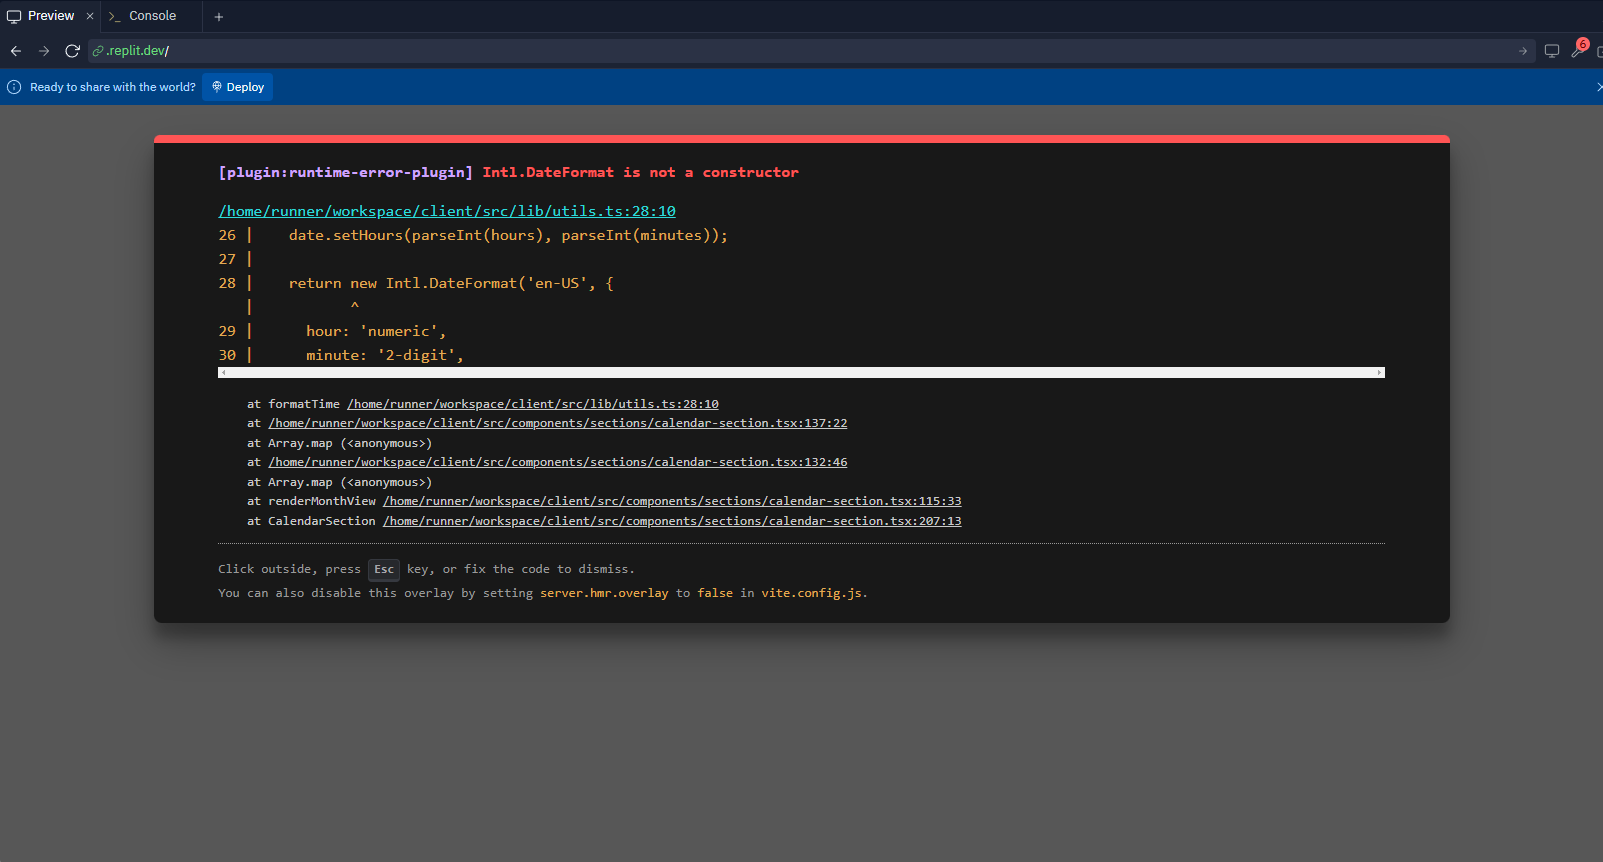 Preview × >_ Console +
.replit.dev/
6
Ready to share with the world? Deploy
[plugin:runtime-error-plugin] Intl.DateFormat is not a constructor
/home/runner/workspace/client/src/lib/utils.ts:28:10
26 |    date.setHours(parseInt(hours), parseInt(minutes));
27 |
28 |    return new Intl.DateFormat('en-US', {
   |           ^
29 |      hour: 'numeric',
30 |      minute: '2-digit',
at formatTime /home/runner/workspace/client/src/lib/utils.ts:28:10
at /home/runner/workspace/client/src/components/sections/calendar-section.tsx:137:22
at Array.map (<anonymous>)
at /home/runner/workspace/client/src/components/sections/calendar-section.tsx:132:46
at Array.map (<anonymous>)
at renderMonthView /home/runner/workspace/client/src/components/sections/calendar-section.tsx:115:33
at CalendarSection /home/runner/workspace/client/src/components/sections/calendar-section.tsx:207:13
Click outside, press Esc key, or fix the code to dismiss.
You can also disable this overlay by setting server.hmr.overlay to false in vite.config.js.